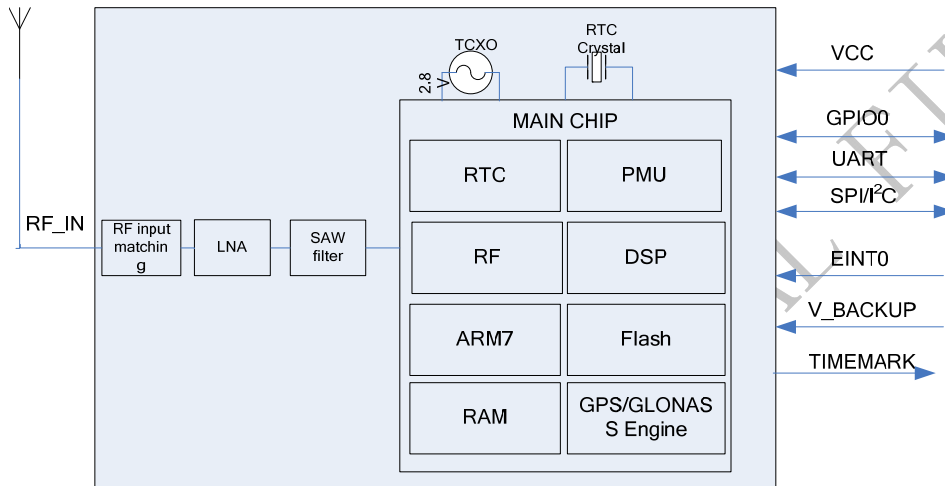 TCXO
RTC
Crystal
2.8
V
VCC
MAIN CHIP
GPIO0
UART
SPI/I²C
RTC
PMU
RF_IN
RF input
matchin
g
LNA
SAW
filter
RF
DSP
EINT0
V_BACKUP
ARM7
Flash
TIMEMARK
RAM
GPS/GLONAS
S Engine